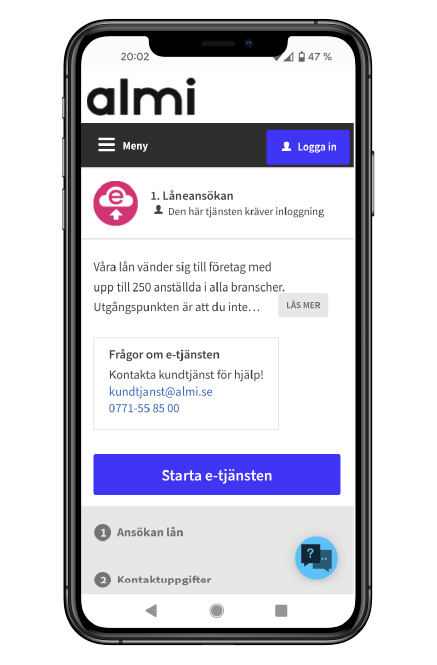 20:02
47 %
almi
Meny
Logga in
1. Låneansökan
Den här tjänsten kräver inloggning
Våra lån vänder sig till företag med
upp till 250 anställda i alla branscher.
Utgångspunkten är att du inte…
LÄS MER
Frågor om e-tjänsten
Kontakta kundtjänst för hjälp!
kundtjanst@almi.se
0771-55 85 00
Starta e-tjänsten
1 Ansökan lån
?
..
2 Kontaktuppgifter